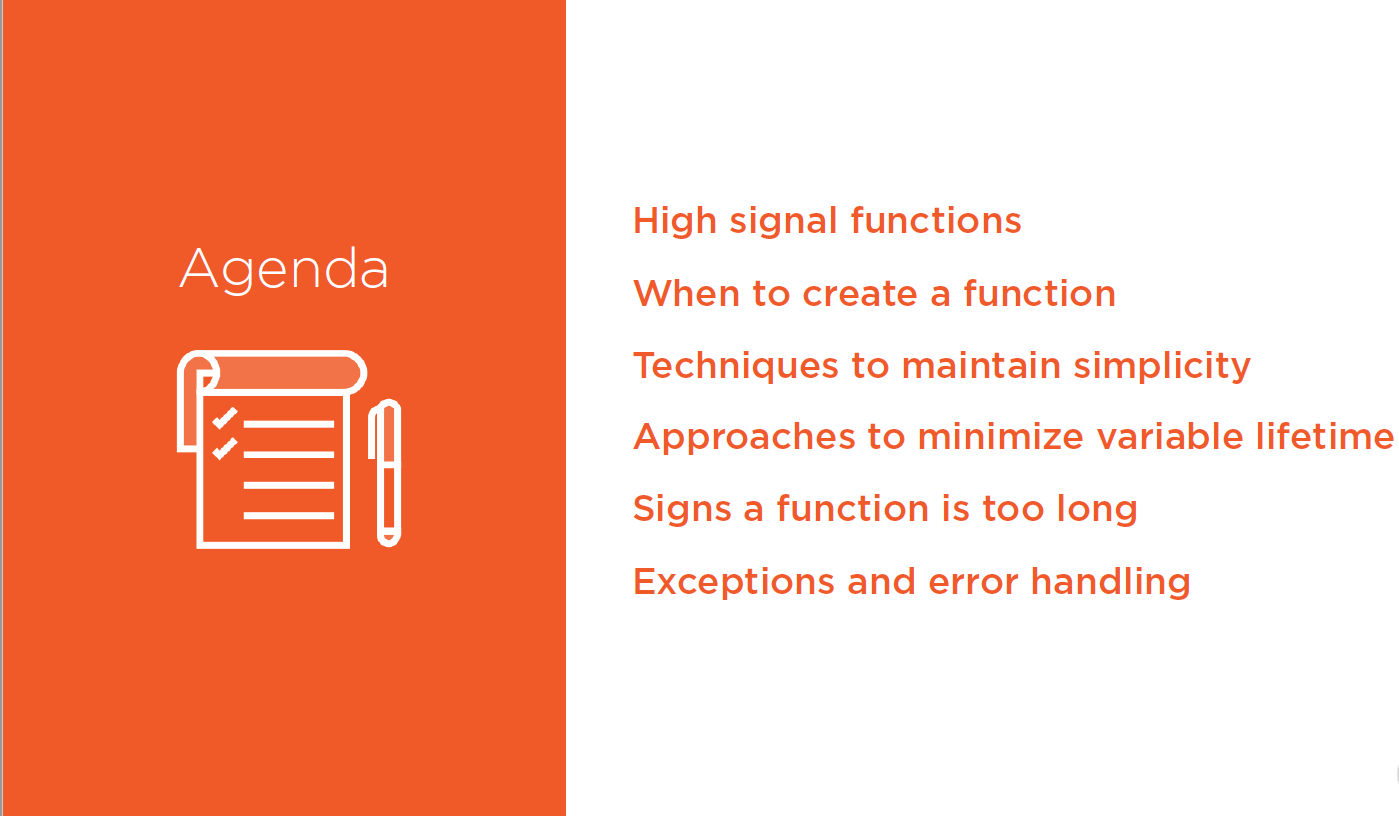 Agenda
High signal functions
When to create a function
Techniques to maintain simplicity
Approaches to minimize variable lifetime
Signs a function is too long
Exceptions and error handling